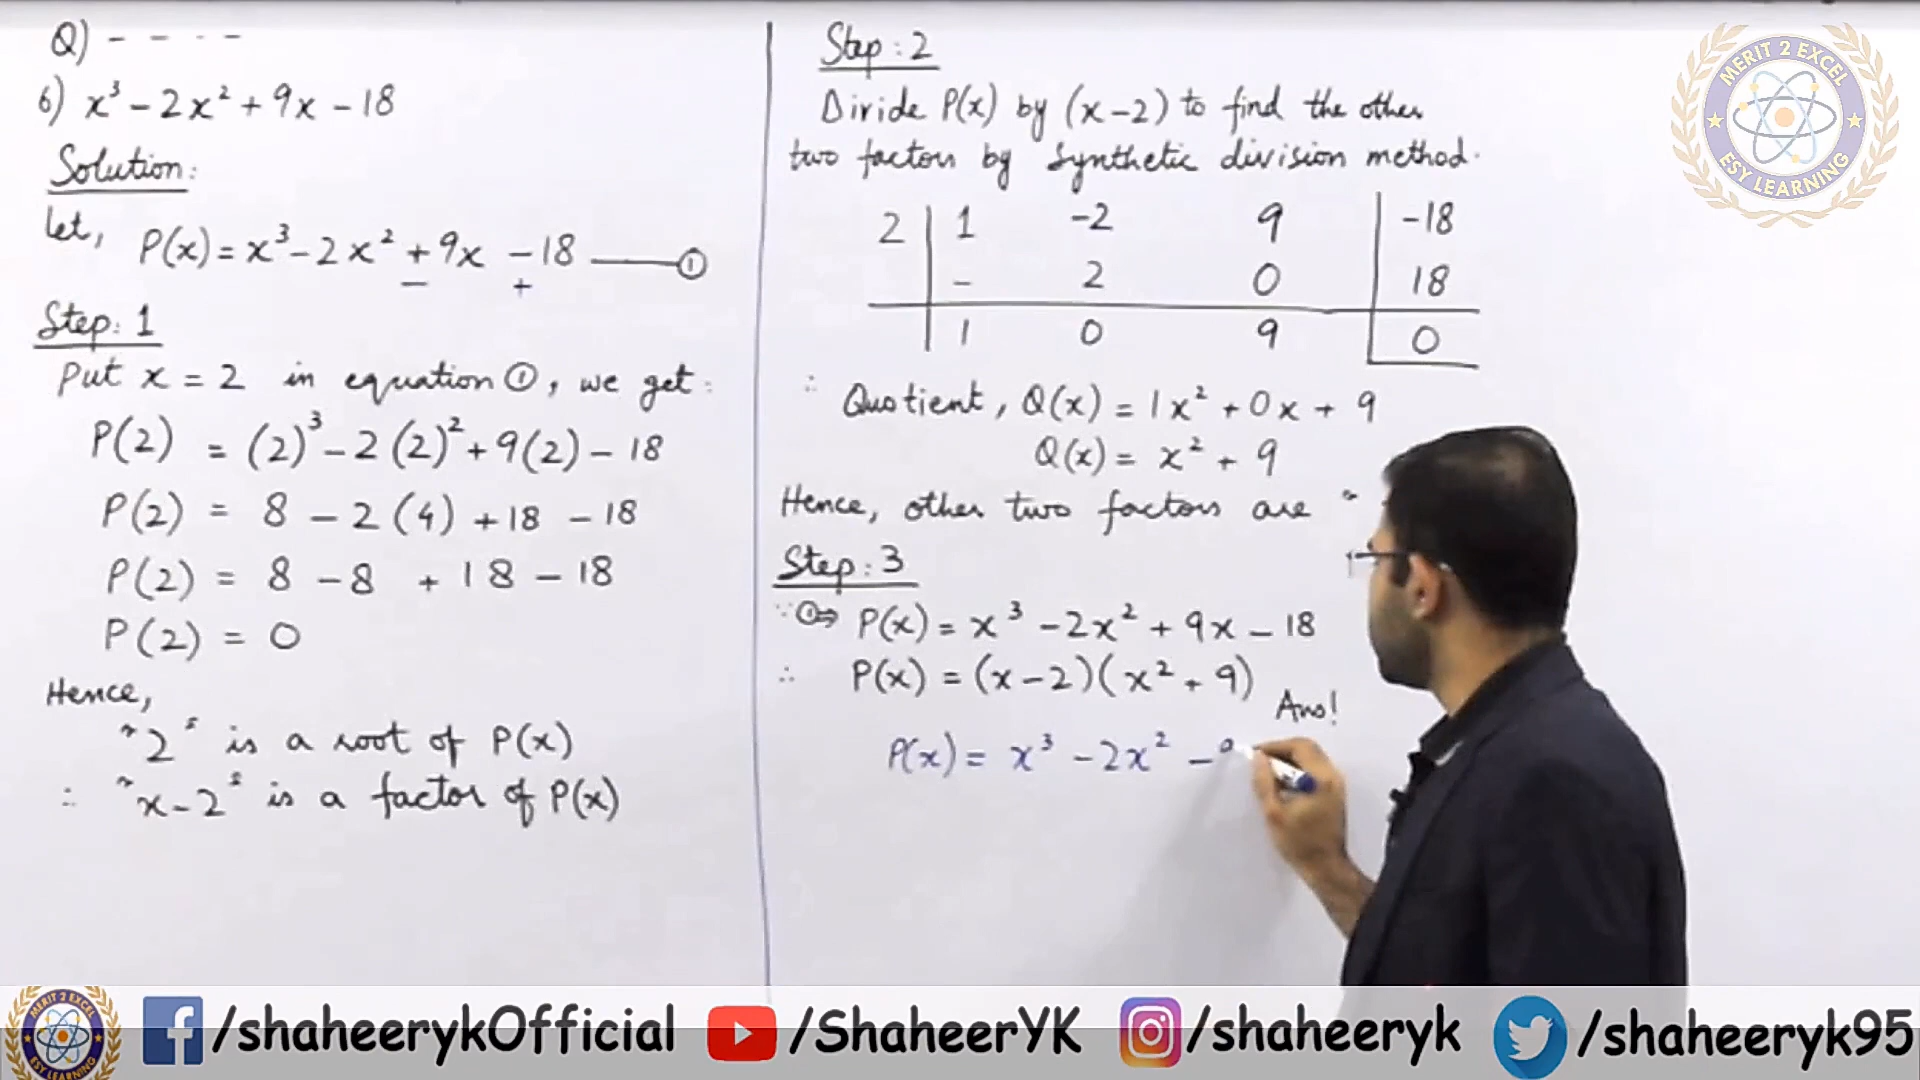 Q) - - - -
6) x³ - 2x² + 9x - 18
Solution:
Let, P(x) = x³ - 2x² + 9x - 18 ——— ①
- +
Step: 1
Put x = 2 in equation ①, we get:
P(2) = (2)³ - 2(2)² + 9(2) - 18
P(2) = 8 - 2(4) + 18 - 18
P(2) = 8 - 8 + 18 - 18
P(2) = 0
Hence,
"2" is a root of P(x)
∴ "x-2" is a factor of P(x)
Step: 2
Divide P(x) by (x-2) to find the other
two factors by synthetic division method.
2 | 1 -2 9 | -18
- 2 0 | 18
1 0 9 | 0
∴ Quotient, Q(x) = 1x² + 0x + 9
Q(x) = x² + 9
Hence, other two factors are "
Step: 3
∵ ①⇒ P(x) = x³ - 2x² + 9x - 18
∴ P(x) = (x-2)(x² + 9)
Ans!
P(x) = x³ - 2x² -
MERIT 2 EXCEL
ESY LEARNING
MERIT 2 EXCEL
ESY LEARNING
/shaheerykOfficial
/ShaheerYK
/shaheeryk
/shaheeryk95